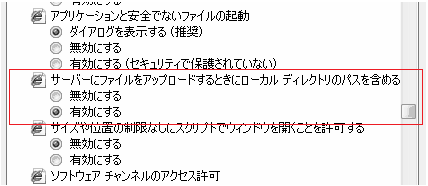 有効にする
アプリケーションと安全でないファイルの起動
ダイアログを表示する (推奨)
無効にする
有効にする (セキュリティで保護されていない)
サーバーにファイルをアップロードするときにローカル ディレクトリのパスを含める
無効にする
有効にする
サイズや位置の制限なしにスクリプトでウィンドウを開くことを許可する
無効にする
有効にする
ソフトウェア チャンネルのアクセス許可